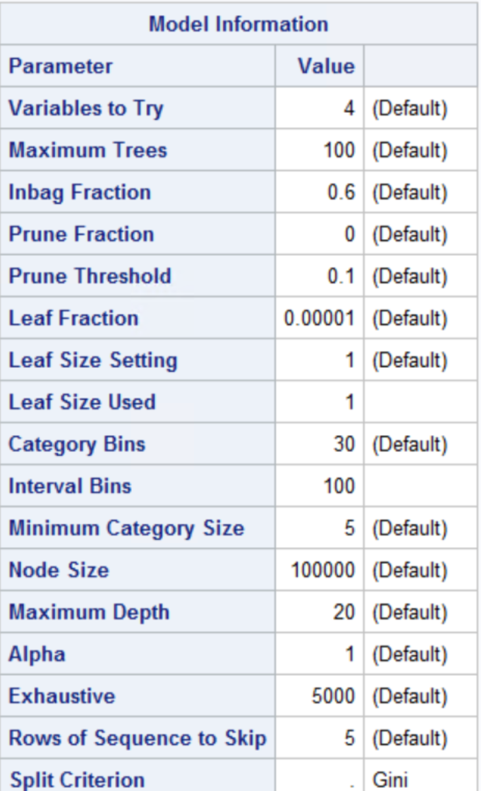 Model Information
Parameter Value
Variables to Try 4 (Default)
Maximum Trees 100 (Default)
Inbag Fraction 0.6 (Default)
Prune Fraction 0 (Default)
Prune Threshold 0.1 (Default)
Leaf Fraction 0.00001 (Default)
Leaf Size Setting 1 (Default)
Leaf Size Used 1
Category Bins 30 (Default)
Interval Bins 100
Minimum Category Size 5 (Default)
Node Size 100000 (Default)
Maximum Depth 20 (Default)
Alpha 1 (Default)
Exhaustive 5000 (Default)
Rows of Sequence to Skip 5 (Default)
Split Criterion . Gini